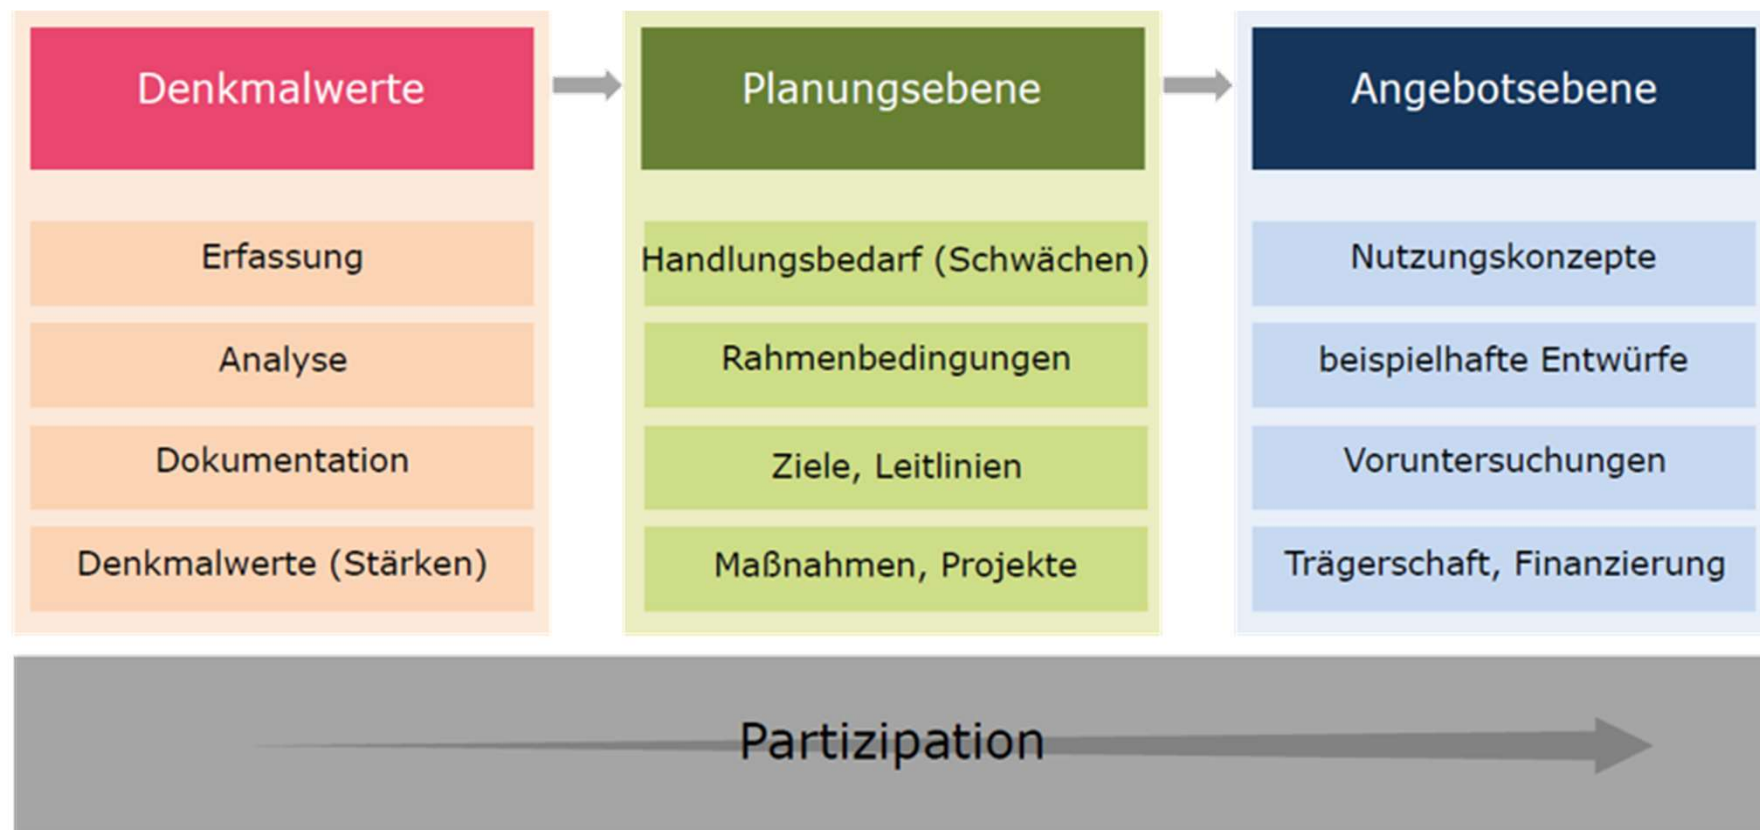 Denkmalwerte
Erfassung
Analyse
Dokumentation
Denkmalwerte (Stärken)
Planungsebene
Handlungsbedarf (Schwächen)
Rahmenbedingungen
Ziele, Leitlinien
Maßnahmen, Projekte
Angebotsebene
Nutzungskonzepte
beispielhafte Entwürfe
Voruntersuchungen
Trägerschaft, Finanzierung
Partizipation